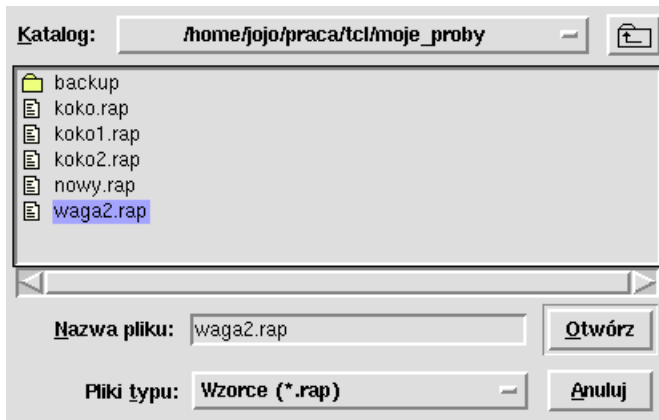 Katalog: /home/jojo/praca/tcl/moje_proby
backup
koko.rap
koko1.rap
koko2.rap
nowy.rap
waga2.rap
Nazwa pliku: waga2.rap Otwórz
Pliki typu: Wzorce (*.rap) Anuluj